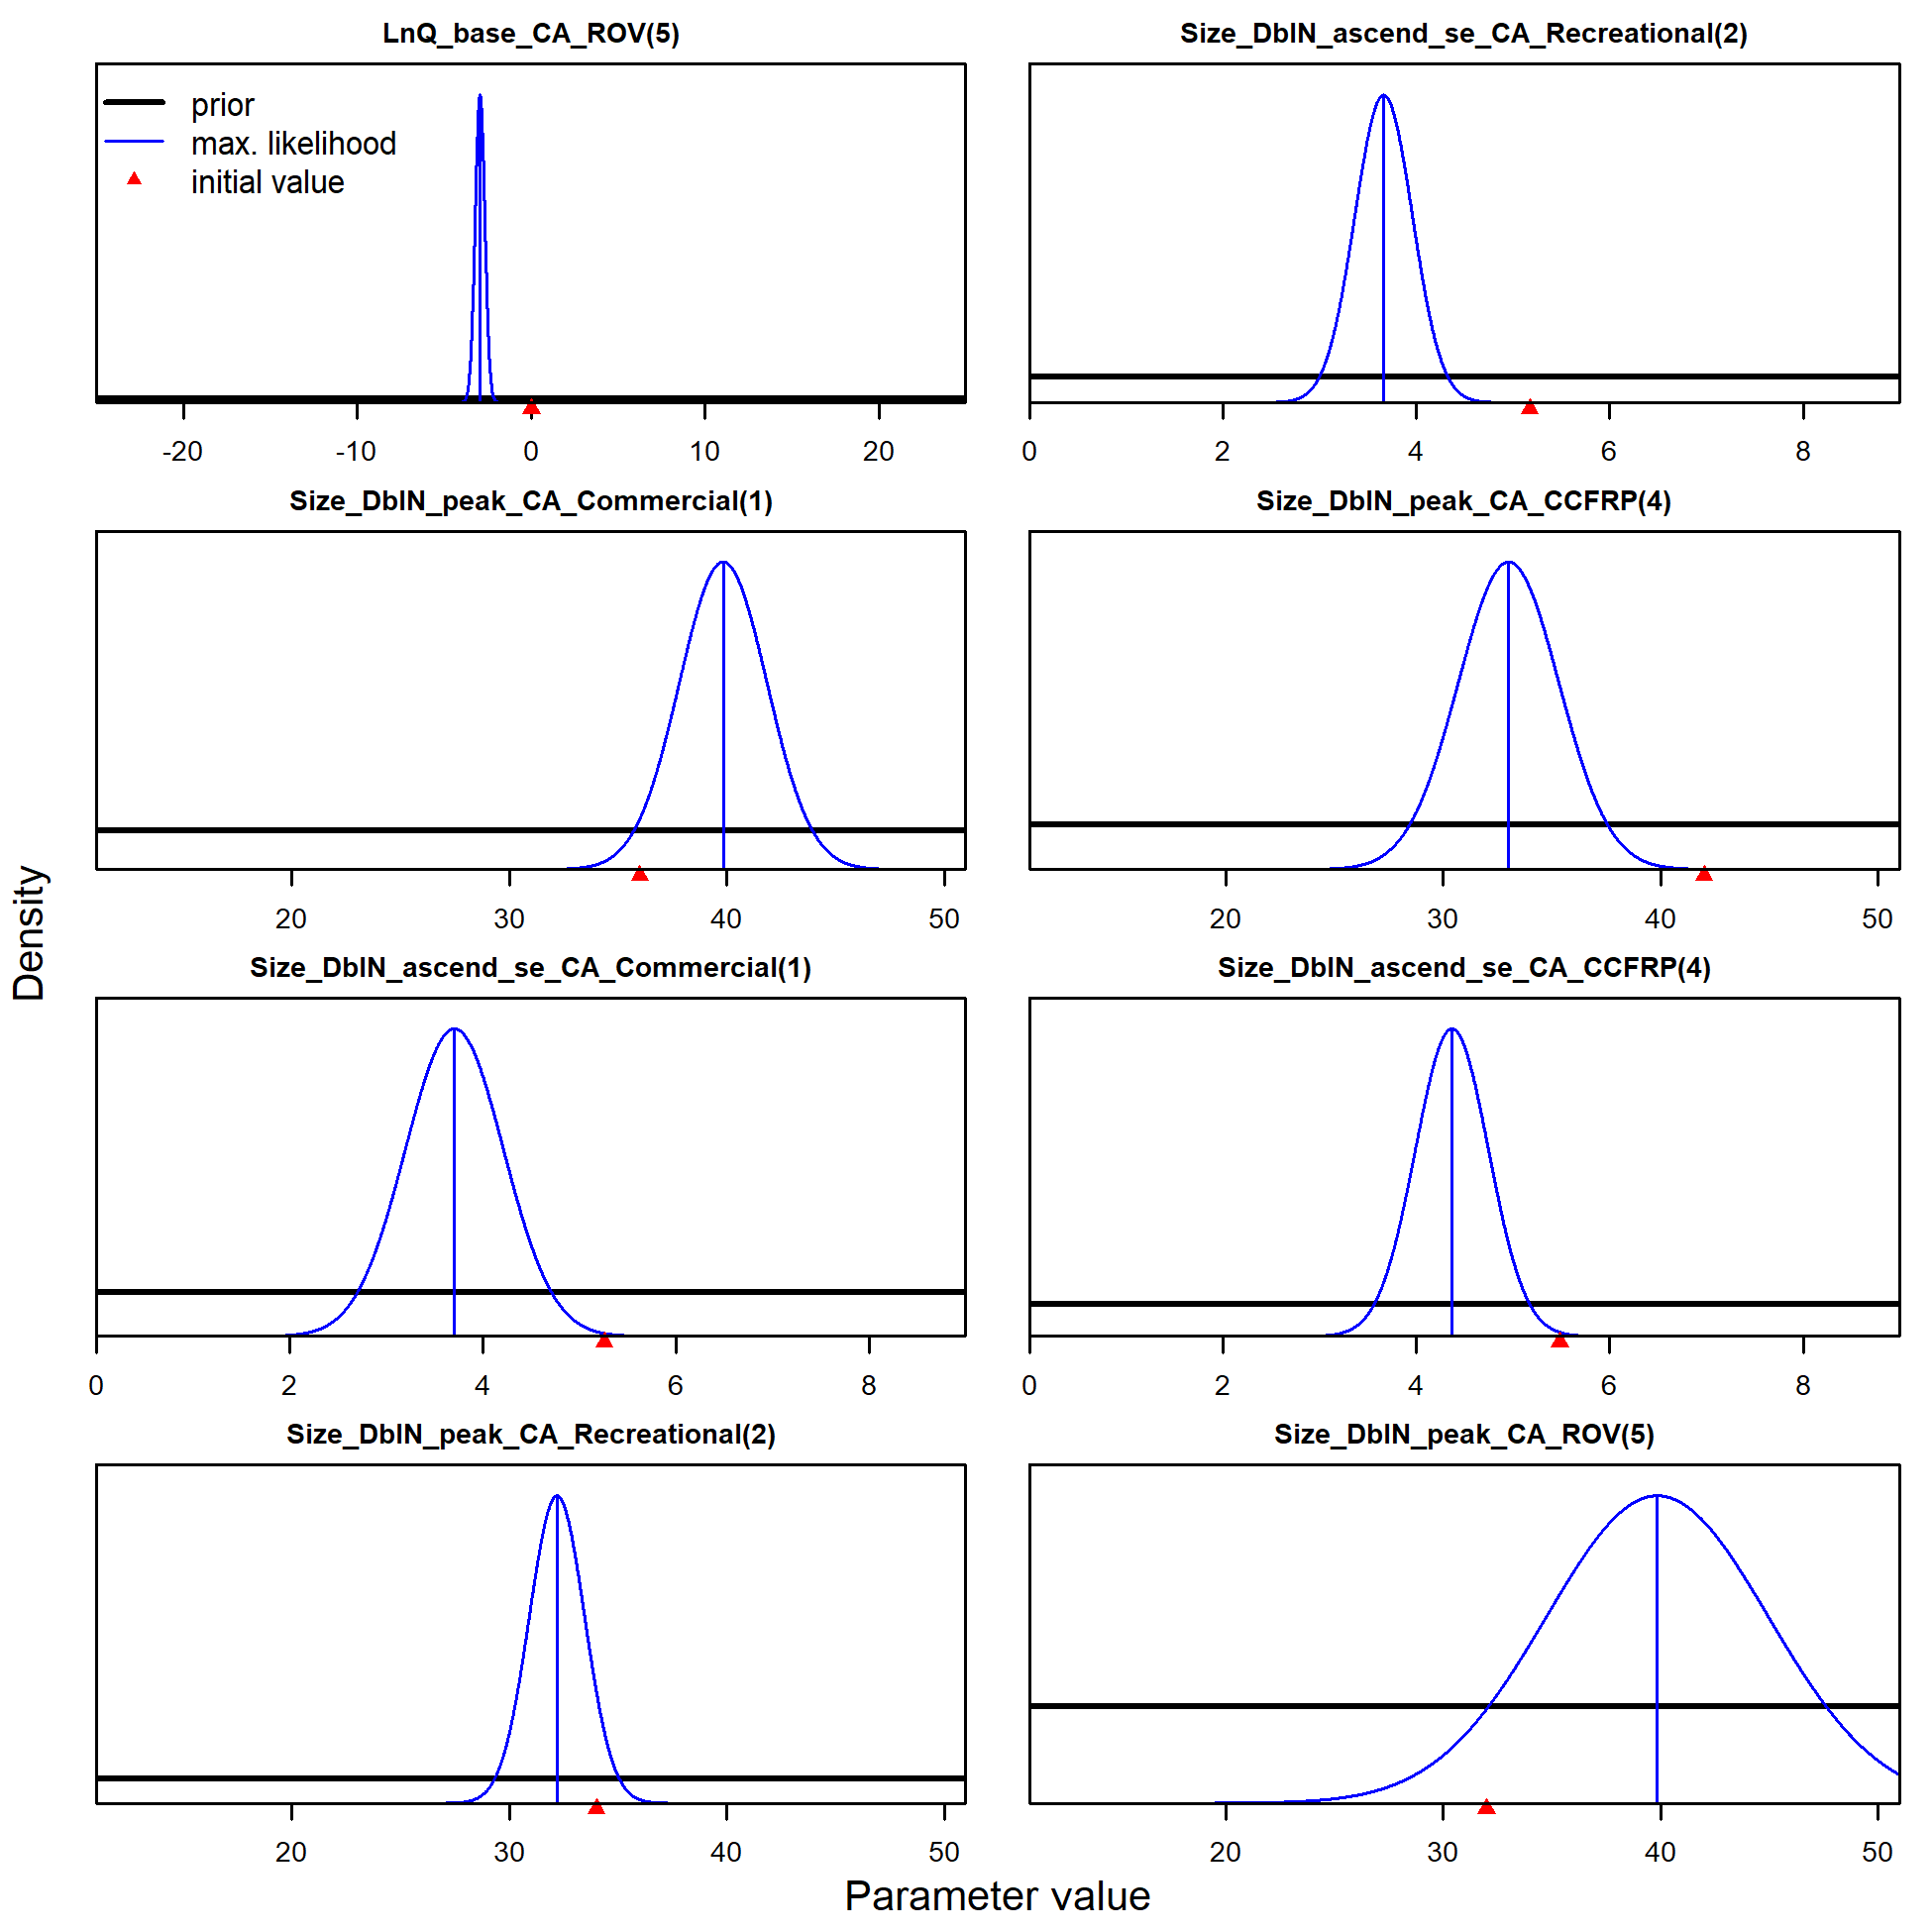 LnQ_base_CA_ROV(5)
prior
max. likelihood
initial value
-20 -10 0 10 20
Size_DblN_ascend_se_CA_Recreational(2)
0 2 4 6 8
Size_DblN_peak_CA_Commercial(1)
20 30 40 50
Size_DblN_peak_CA_CCFRP(4)
20 30 40 50
Size_DblN_ascend_se_CA_Commercial(1)
0 2 4 6 8
Size_DblN_ascend_se_CA_CCFRP(4)
0 2 4 6 8
Size_DblN_peak_CA_Recreational(2)
20 30 40 50
Size_DblN_peak_CA_ROV(5)
20 30 40 50
Density
Parameter value